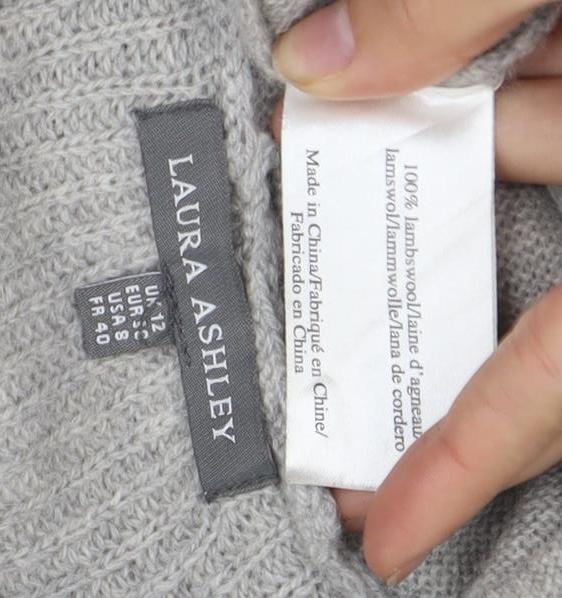 LAURA ASHLEY
UK 12
EUR 38
USA 8
FR 40
100% lambswool/laine d'agneau/
lamswol/lammwolle/lana de cordero
Made in China/Fabriqué en Chine/
Fabricado en China